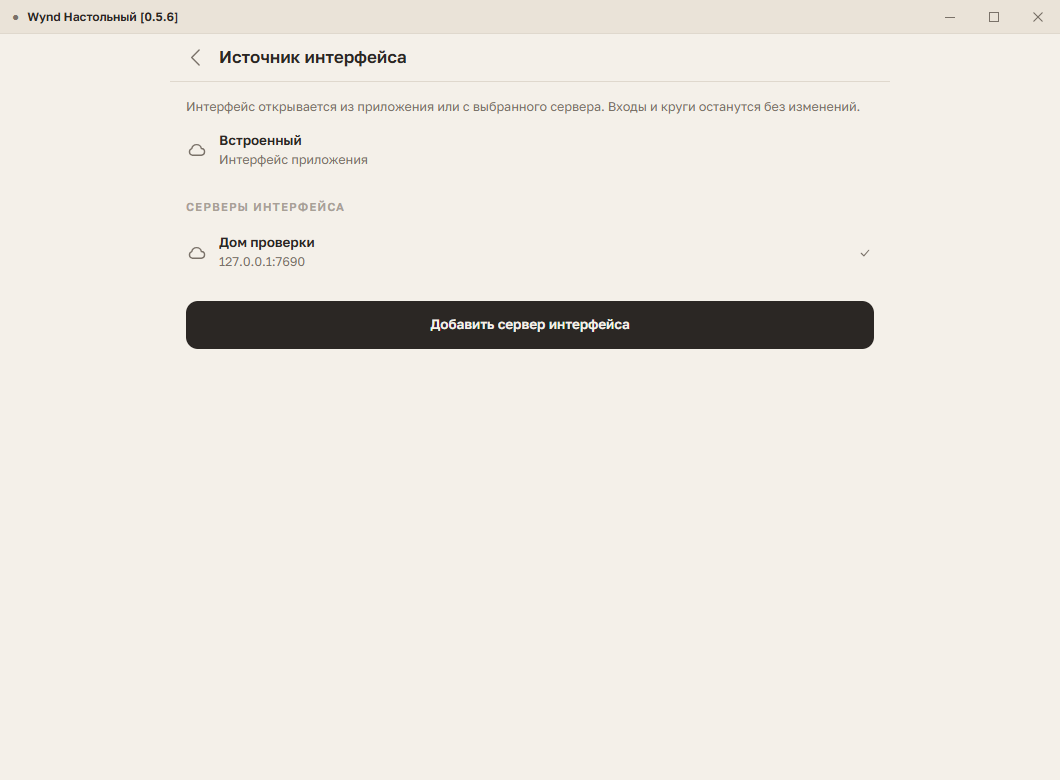 Wynd Настольный [0.5.6]
Источник интерфейса
Интерфейс открывается из приложения или с выбранного сервера. Входы и круги останутся без изменений.
Встроенный
Интерфейс приложения
СЕРВЕРЫ ИНТЕРФЕЙСА
Дом проверки
127.0.0.1:7690
Добавить сервер интерфейса